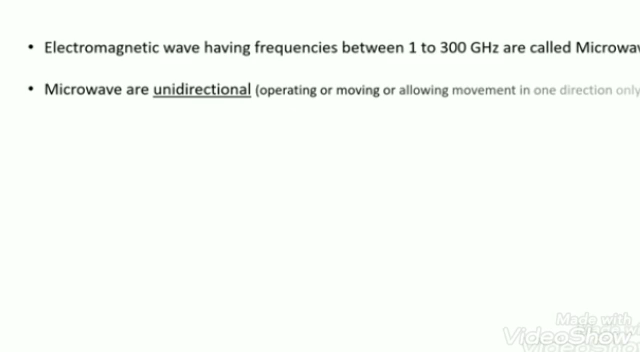 • Electromagnetic wave having frequencies between 1 to 300 GHz are called Microwav
• Microwave are unidirectional (operating or moving or allowing movement in one direction only
Made with
VideoShow